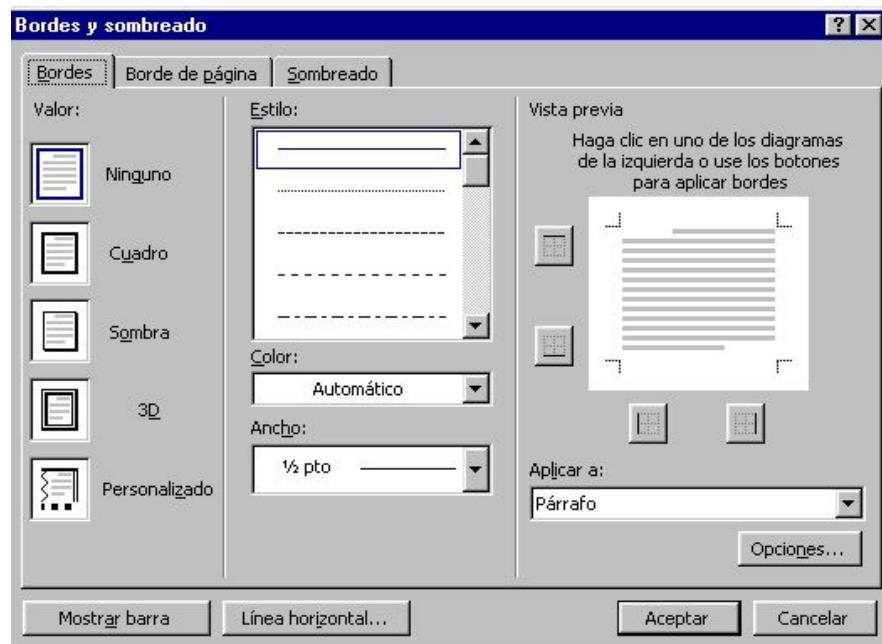 Bordes y sombreado
Bordes
Borde de página
Sombreado
Valor:
Ninguno
Cuadro
Sombra
3D
Personalizado
Estilo:
Color:
Automático
Ancho:
½ pto
Vista previa
Haga clic en uno de los diagramas
de la izquierda o use los botones
para aplicar bordes
Aplicar a:
Párrafo
Opciones...
Mostrar barra
Línea horizontal...
Aceptar
Cancelar